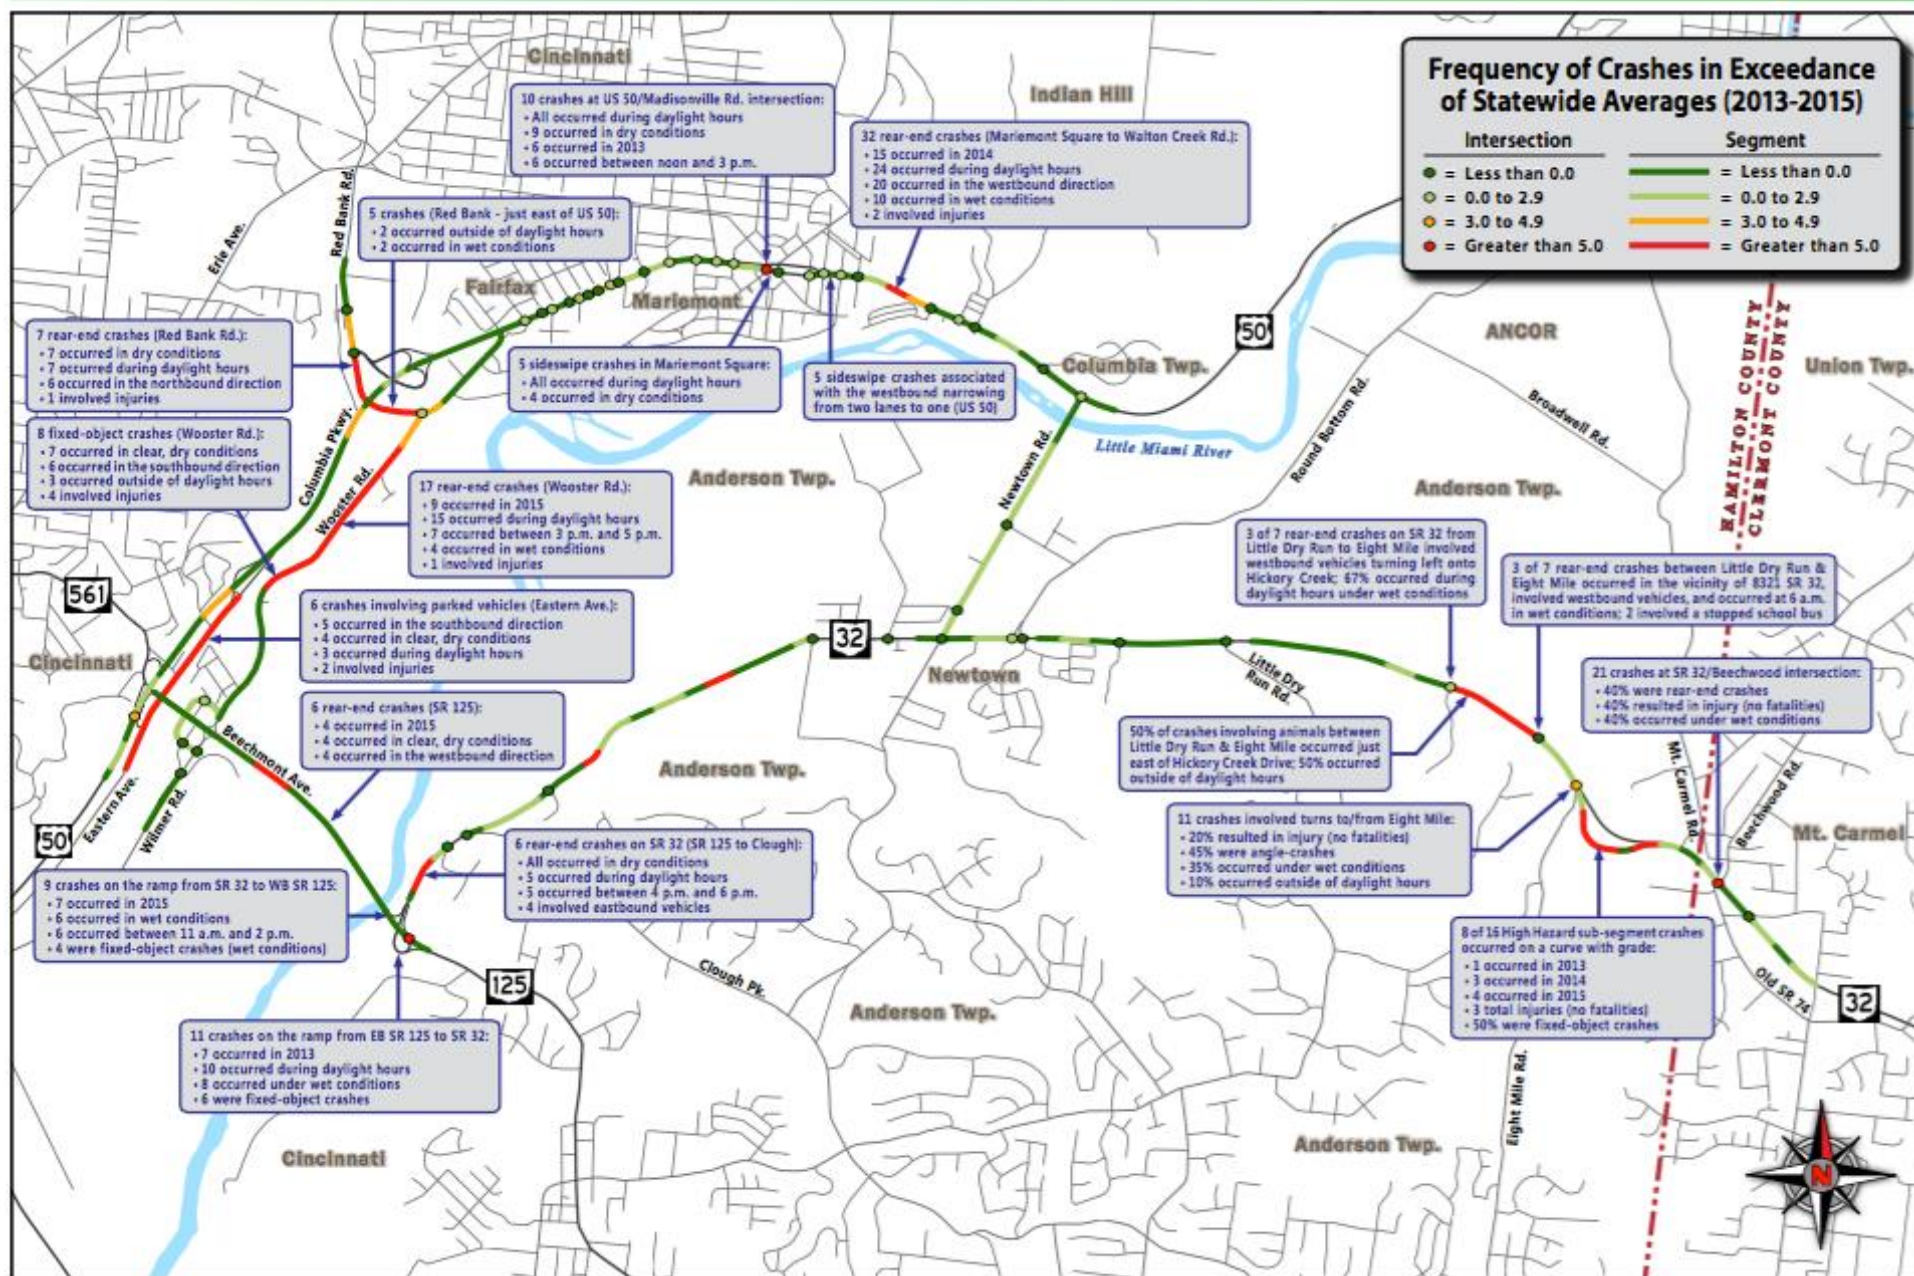 Cincinnati
Indian Hill
Frequency of Crashes in Exceedance
of Statewide Averages (2013-2015)
Intersection
Segment
= Less than 0.0
= 0.0 to 2.9
= 3.0 to 4.9
= Greater than 5.0
= Less than 0.0
= 0.0 to 2.9
= 3.0 to 4.9
= Greater than 5.0
10 crashes at US 50/Madisonville Rd. intersection:
• All occurred during daylight hours
• 9 occurred in dry conditions
• 6 occurred in 2013
• 6 occurred between noon and 3 p.m.
32 rear-end crashes (Mariemont Square to Walton Creek Rd.):
• 15 occurred in 2014
• 24 occurred during daylight hours
• 20 occurred in the westbound direction
• 10 occurred in wet conditions
• 2 involved injuries
5 crashes (Red Bank - just east of US 50):
• 2 occurred outside of daylight hours
• 2 occurred in wet conditions
Red Bank Rd.
Erie Ave.
Fairfax
Mariemont
7 rear-end crashes (Red Bank Rd.):
• 7 occurred in dry conditions
• 7 occurred during daylight hours
• 6 occurred in the northbound direction
• 1 involved injuries
5 sideswipe crashes in Mariemont Square:
• All occurred during daylight hours
• 4 occurred in dry conditions
5 sideswipe crashes associated
with the westbound narrowing
from two lanes to one (US 50)
Columbia Twp.
50
ANCOR
HAMILTON COUNTY
CLERMONT COUNTY
Union Twp.
8 fixed-object crashes (Wooster Rd.):
• 7 occurred in clear, dry conditions
• 6 occurred in the southbound direction
• 3 occurred outside of daylight hours
• 4 involved injuries
Columbia Pkwy.
Wooster Rd.
Little Miami River
Newtown Rd.
Round Bottom Rd.
Broadwell Rd.
Anderson Twp.
Anderson Twp.
17 rear-end crashes (Wooster Rd.):
• 9 occurred in 2015
• 15 occurred during daylight hours
• 7 occurred between 3 p.m. and 5 p.m.
• 4 occurred in wet conditions
• 1 involved injuries
3 of 7 rear-end crashes on SR 32 from
Little Dry Run to Eight Mile involved
westbound vehicles turning left onto
Hickory Creek; 67% occurred during
daylight hours under wet conditions
3 of 7 rear-end crashes between Little Dry Run &
Eight Mile occurred in the vicinity of 8321 SR 32,
involved westbound vehicles, and occurred at 6 a.m.
in wet conditions; 2 involved a stopped school bus
561
6 crashes involving parked vehicles (Eastern Ave.):
• 5 occurred in the southbound direction
• 4 occurred in clear, dry conditions
• 3 occurred during daylight hours
• 2 involved injuries
Cincinnati
32
Newtown
Little Dry
Run Rd.
21 crashes at SR 32/Beechwood intersection:
• 40% were rear-end crashes
• 40% resulted in injury (no fatalities)
• 40% occurred under wet conditions
6 rear-end crashes (SR 125):
• 4 occurred in 2015
• 4 occurred in clear, dry conditions
• 4 occurred in the westbound direction
Beechmont Ave.
Anderson Twp.
50% of crashes involving animals between
Little Dry Run & Eight Mile occurred just
east of Hickory Creek Drive; 50% occurred
outside of daylight hours
Mt. Carmel Rd.
Beechwood Rd.
Mt. Carmel
50
Eastern Ave.
Wilmer Rd.
11 crashes involved turns to/from Eight Mile:
• 20% resulted in injury (no fatalities)
• 45% were angle-crashes
• 35% occurred under wet conditions
• 10% occurred outside of daylight hours
6 rear-end crashes on SR 32 (SR 125 to Clough):
• All occurred in dry conditions
• 5 occurred during daylight hours
• 5 occurred between 4 p.m. and 6 p.m.
• 4 involved eastbound vehicles
9 crashes on the ramp from SR 32 to WB SR 125:
• 7 occurred in 2015
• 6 occurred in wet conditions
• 6 occurred between 11 a.m. and 2 p.m.
• 4 were fixed-object crashes (wet conditions)
8 of 16 High Hazard sub-segment crashes
occurred on a curve with grade:
• 1 occurred in 2013
• 3 occurred in 2014
• 4 occurred in 2015
• 3 total injuries (no fatalities)
• 50% were fixed-object crashes
125
Clough Pk.
Old SR 74
32
Anderson Twp.
11 crashes on the ramp from EB SR 125 to SR 32:
• 7 occurred in 2013
• 10 occurred during daylight hours
• 8 occurred under wet conditions
• 6 were fixed-object crashes
Eight Mile Rd.
Cincinnati
Anderson Twp.
N